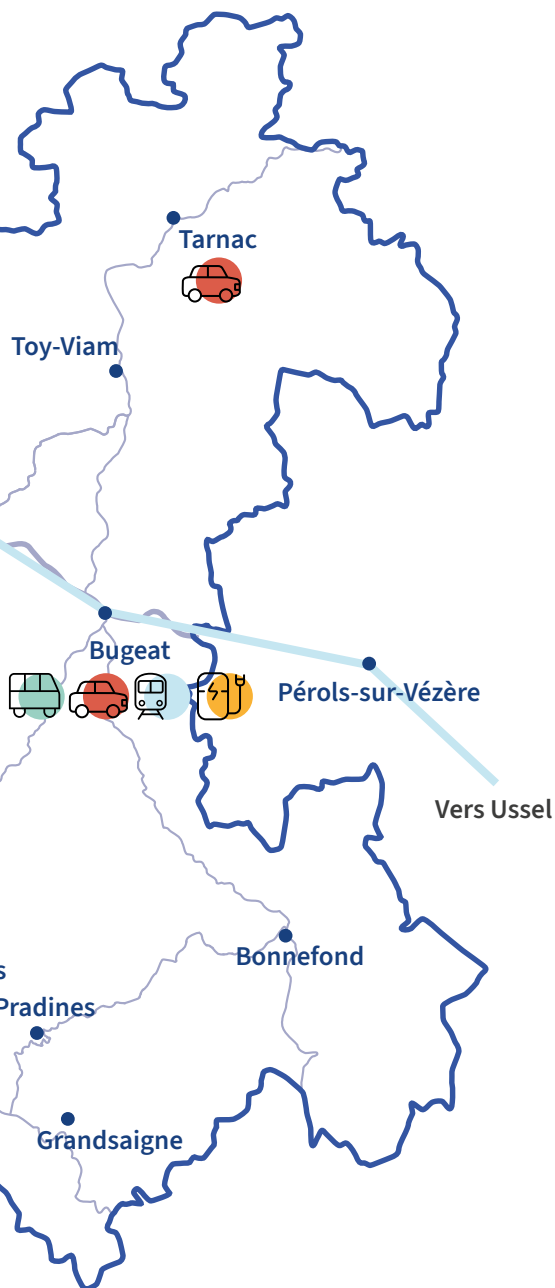 Tarnac
Toy-Viam
Bugeat
Pérols-sur-Vézère
Vers Ussel
Bonnefond
s
Pradines
Grandsaigne